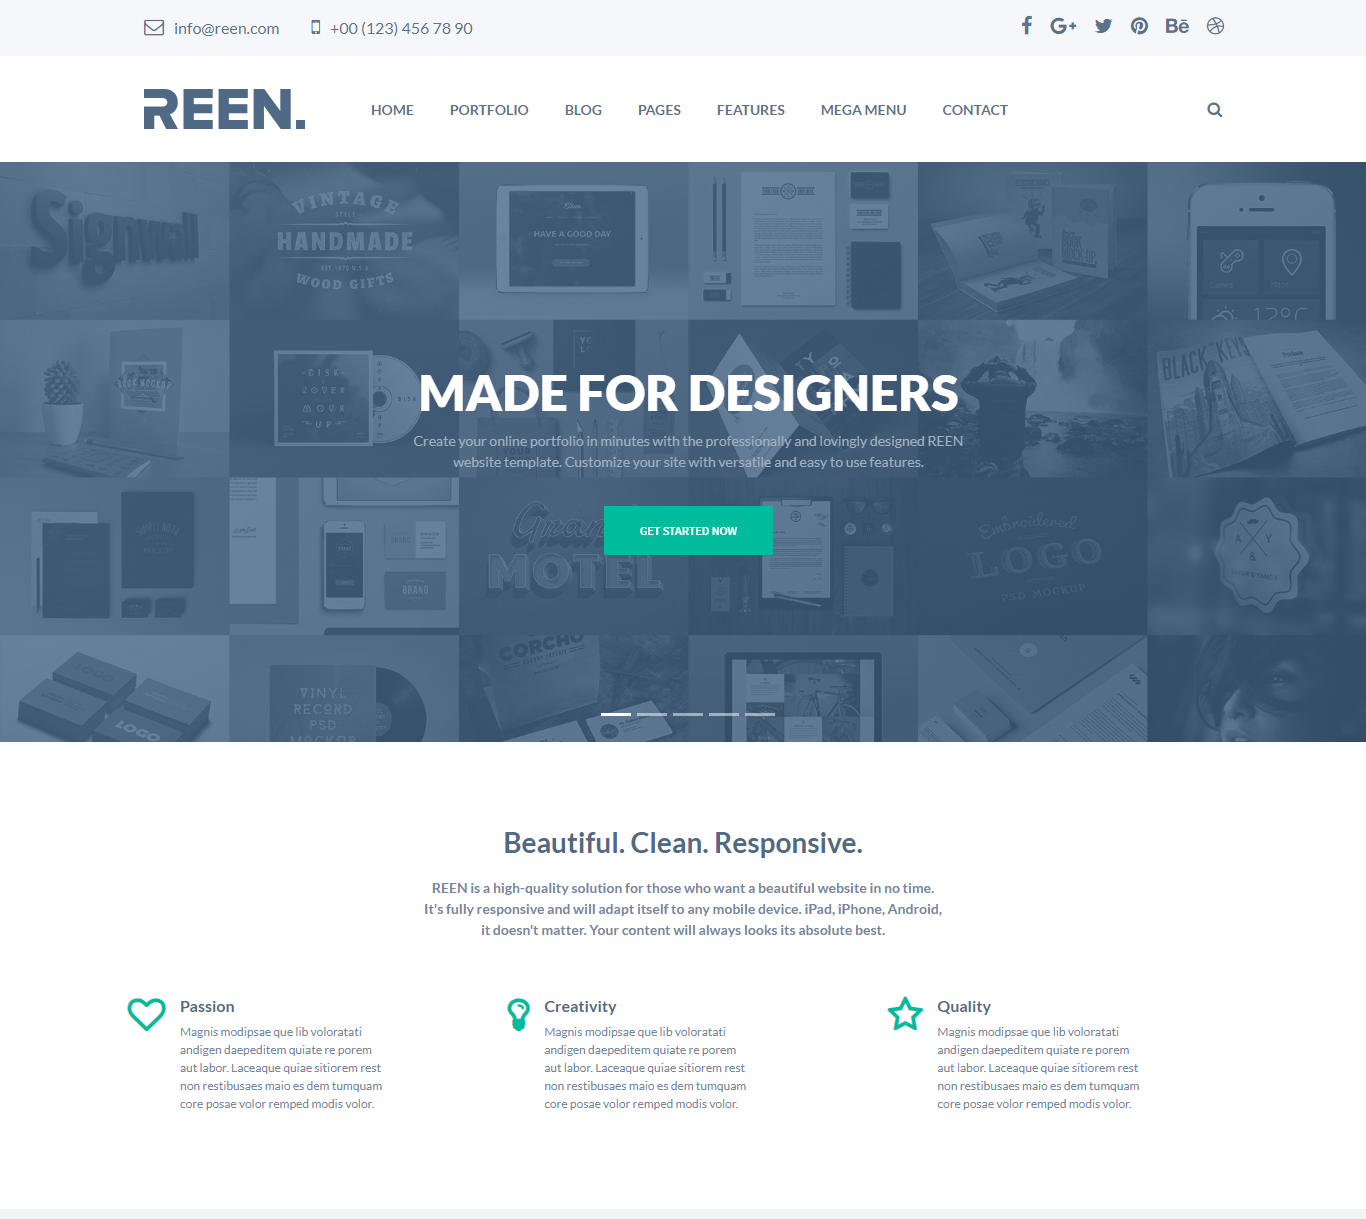 info@reen.com
+00 (123) 456 78 90
REEN.
HOME
PORTFOLIO
BLOG
PAGES
FEATURES
MEGA MENU
CONTACT
Signwall
VINTAGE
STYLE
HANDMADE
EST. 1970 U.S.A
WOOD GIFTS
HAVE A GOOD DAY
BOOK MOCK-UP
Games
Maps
12°C
BOOK MOCKUP
DISK
COVER
MOCK
UP
DISK
BLACK KEYS
MADE FOR DESIGNERS
Create your online portfolio in minutes with the professionally and lovingly designed REEN
website template. Customize your site with versatile and easy to use features.
GET STARTED NOW
BRAND
MOTEL
Embroidered
LOGO
PSD MOCKUP
A Y
&
LOGO
LOGO
VINYL
RECORD
PSD
MOCKUP
CORCHO
Beautiful. Clean. Responsive.
REEN is a high-quality solution for those who want a beautiful website in no time.
It's fully responsive and will adapt itself to any mobile device. iPad, iPhone, Android,
it doesn't matter. Your content will always looks its absolute best.
Passion
Magnis modipsae que lib voloratati
andigen daepeditem quiate re porem
aut labor. Laceaque quiae sitiorem rest
non restibusaes maio es dem tumquam
core posae volor remped modis volor.
Creativity
Magnis modipsae que lib voloratati
andigen daepeditem quiate re porem
aut labor. Laceaque quiae sitiorem rest
non restibusaes maio es dem tumquam
core posae volor remped modis volor.
Quality
Magnis modipsae que lib voloratati
andigen daepeditem quiate re porem
aut labor. Laceaque quiae sitiorem rest
non restibusaes maio es dem tumquam
core posae volor remped modis volor.